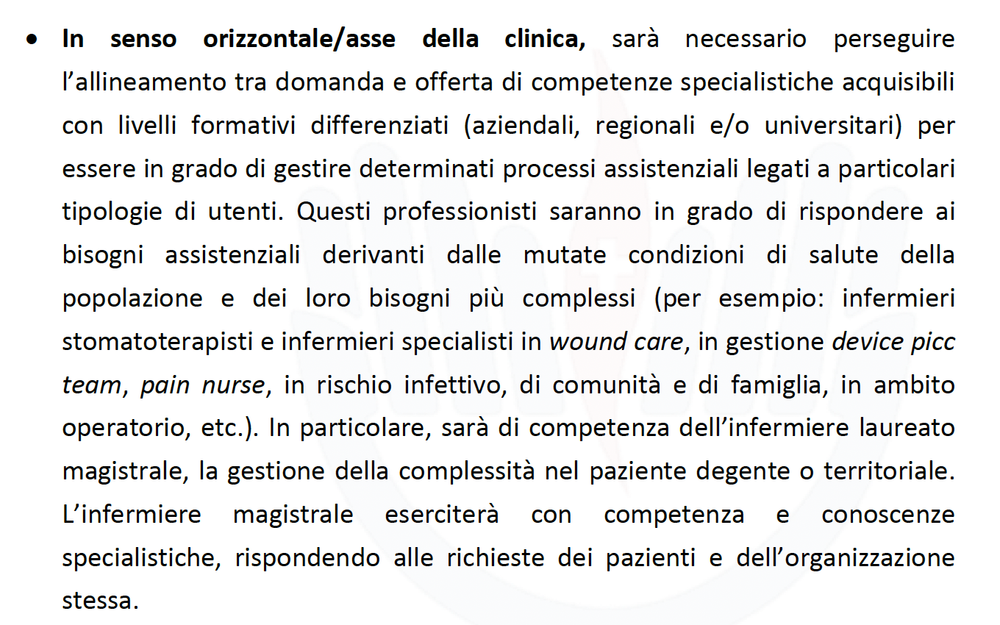 • In senso orizzontale/asse della clinica, sarà necessario perseguire
l’allineamento tra domanda e offerta di competenze specialistiche acquisibili
con livelli formativi differenziati (aziendali, regionali e/o universitari) per
essere in grado di gestire determinati processi assistenziali legati a particolari
tipologie di utenti. Questi professionisti saranno in grado di rispondere ai
bisogni assistenziali derivanti dalle mutate condizioni di salute della
popolazione e dei loro bisogni più complessi (per esempio: infermieri
stomatoterapisti e infermieri specialisti in wound care, in gestione device picc
team, pain nurse, in rischio infettivo, di comunità e di famiglia, in ambito
operatorio, etc.). In particolare, sarà di competenza dell’infermiere laureato
magistrale, la gestione della complessità nel paziente degente o territoriale.
L’infermiere magistrale eserciterà con competenza e conoscenze
specialistiche, rispondendo alle richieste dei pazienti e dell’organizzazione
stessa.